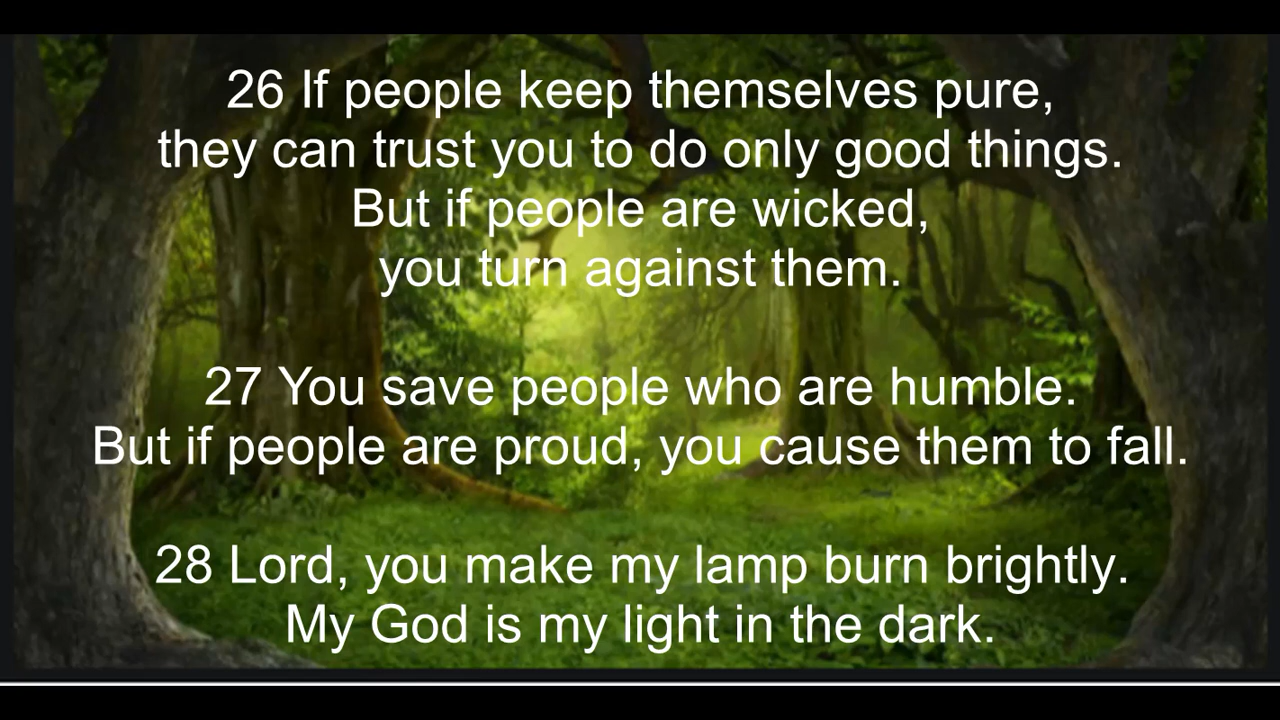 26 If people keep themselves pure,
they can trust you to do only good things.
But if people are wicked,
you turn against them.
27 You save people who are humble.
But if people are proud, you cause them to fall.
28 Lord, you make my lamp burn brightly.
My God is my light in the dark.